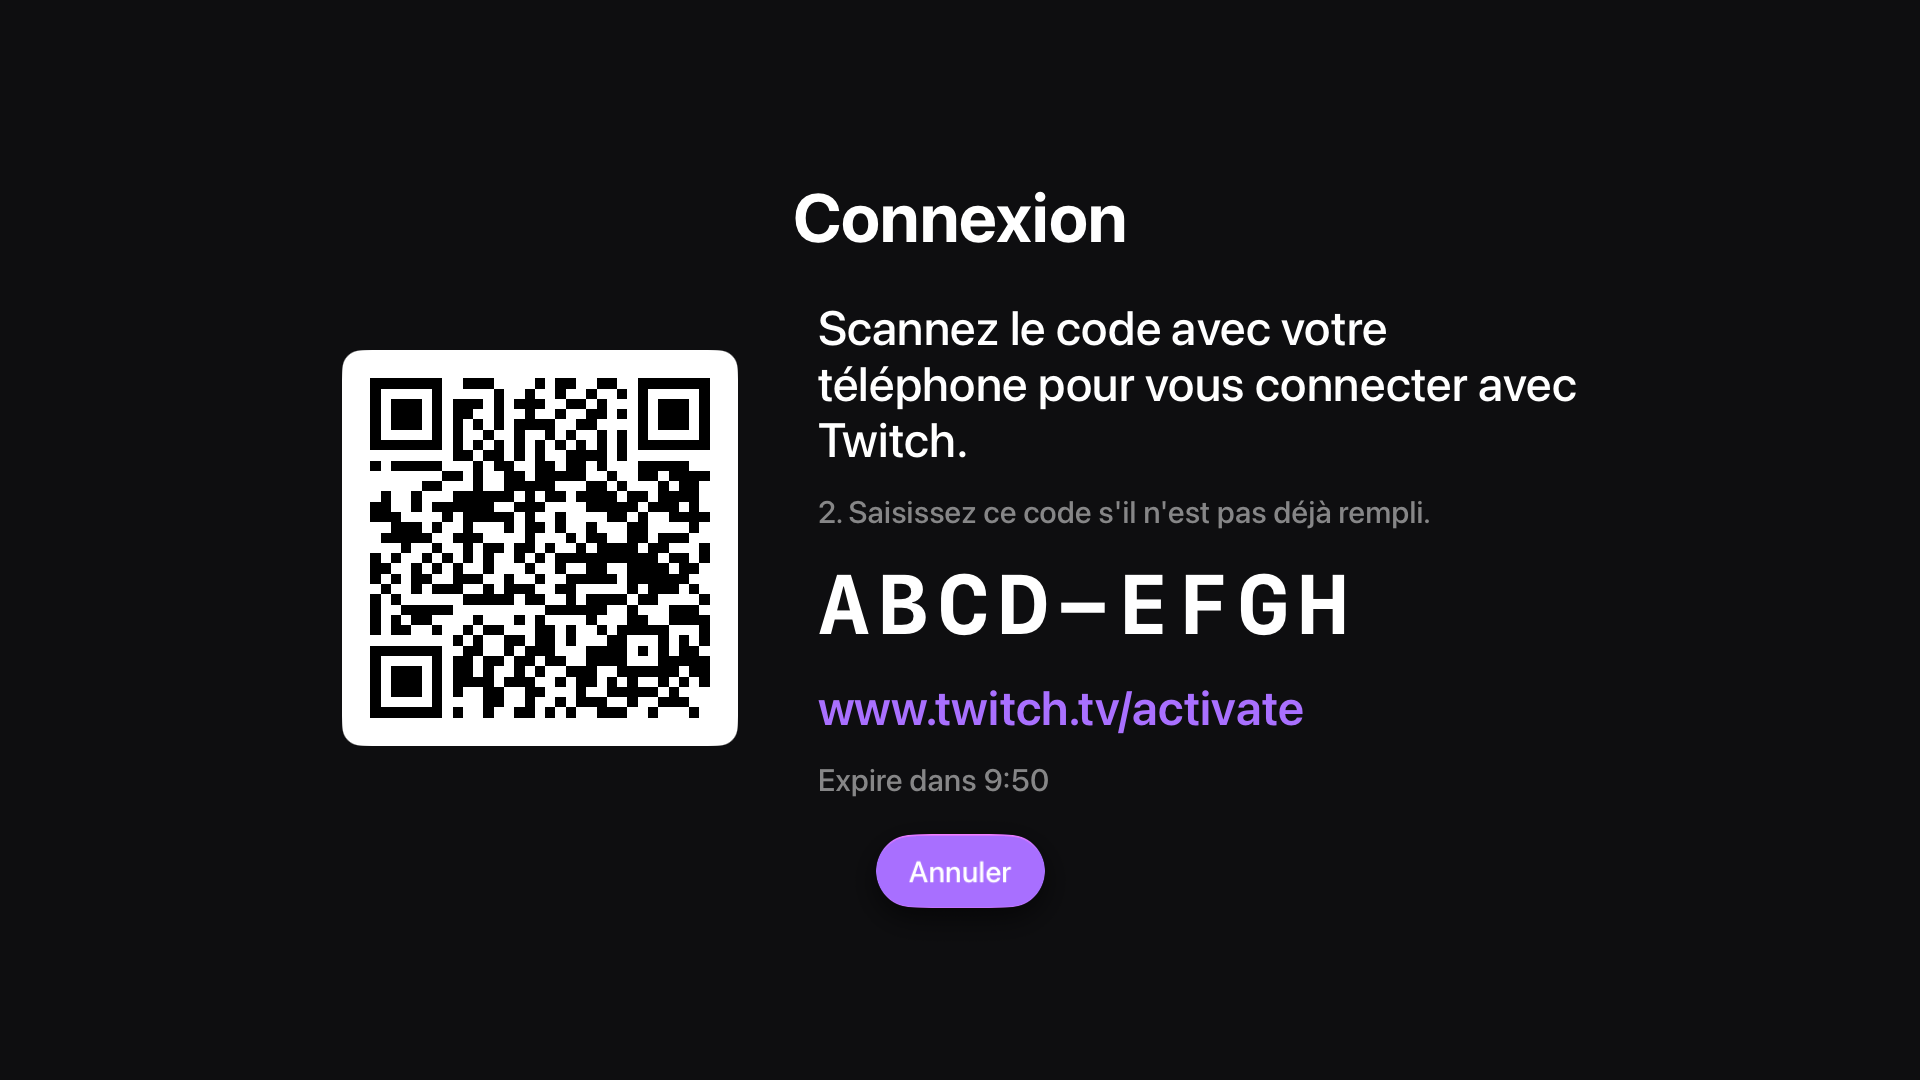 Connexion
Scannez le code avec votre
téléphone pour vous connecter avec
Twitch.
2. Saisissez ce code s'il n'est pas déjà rempli.
ABCD-EFGH
www.twitch.tv/activate
Expire dans 9:50
Annuler